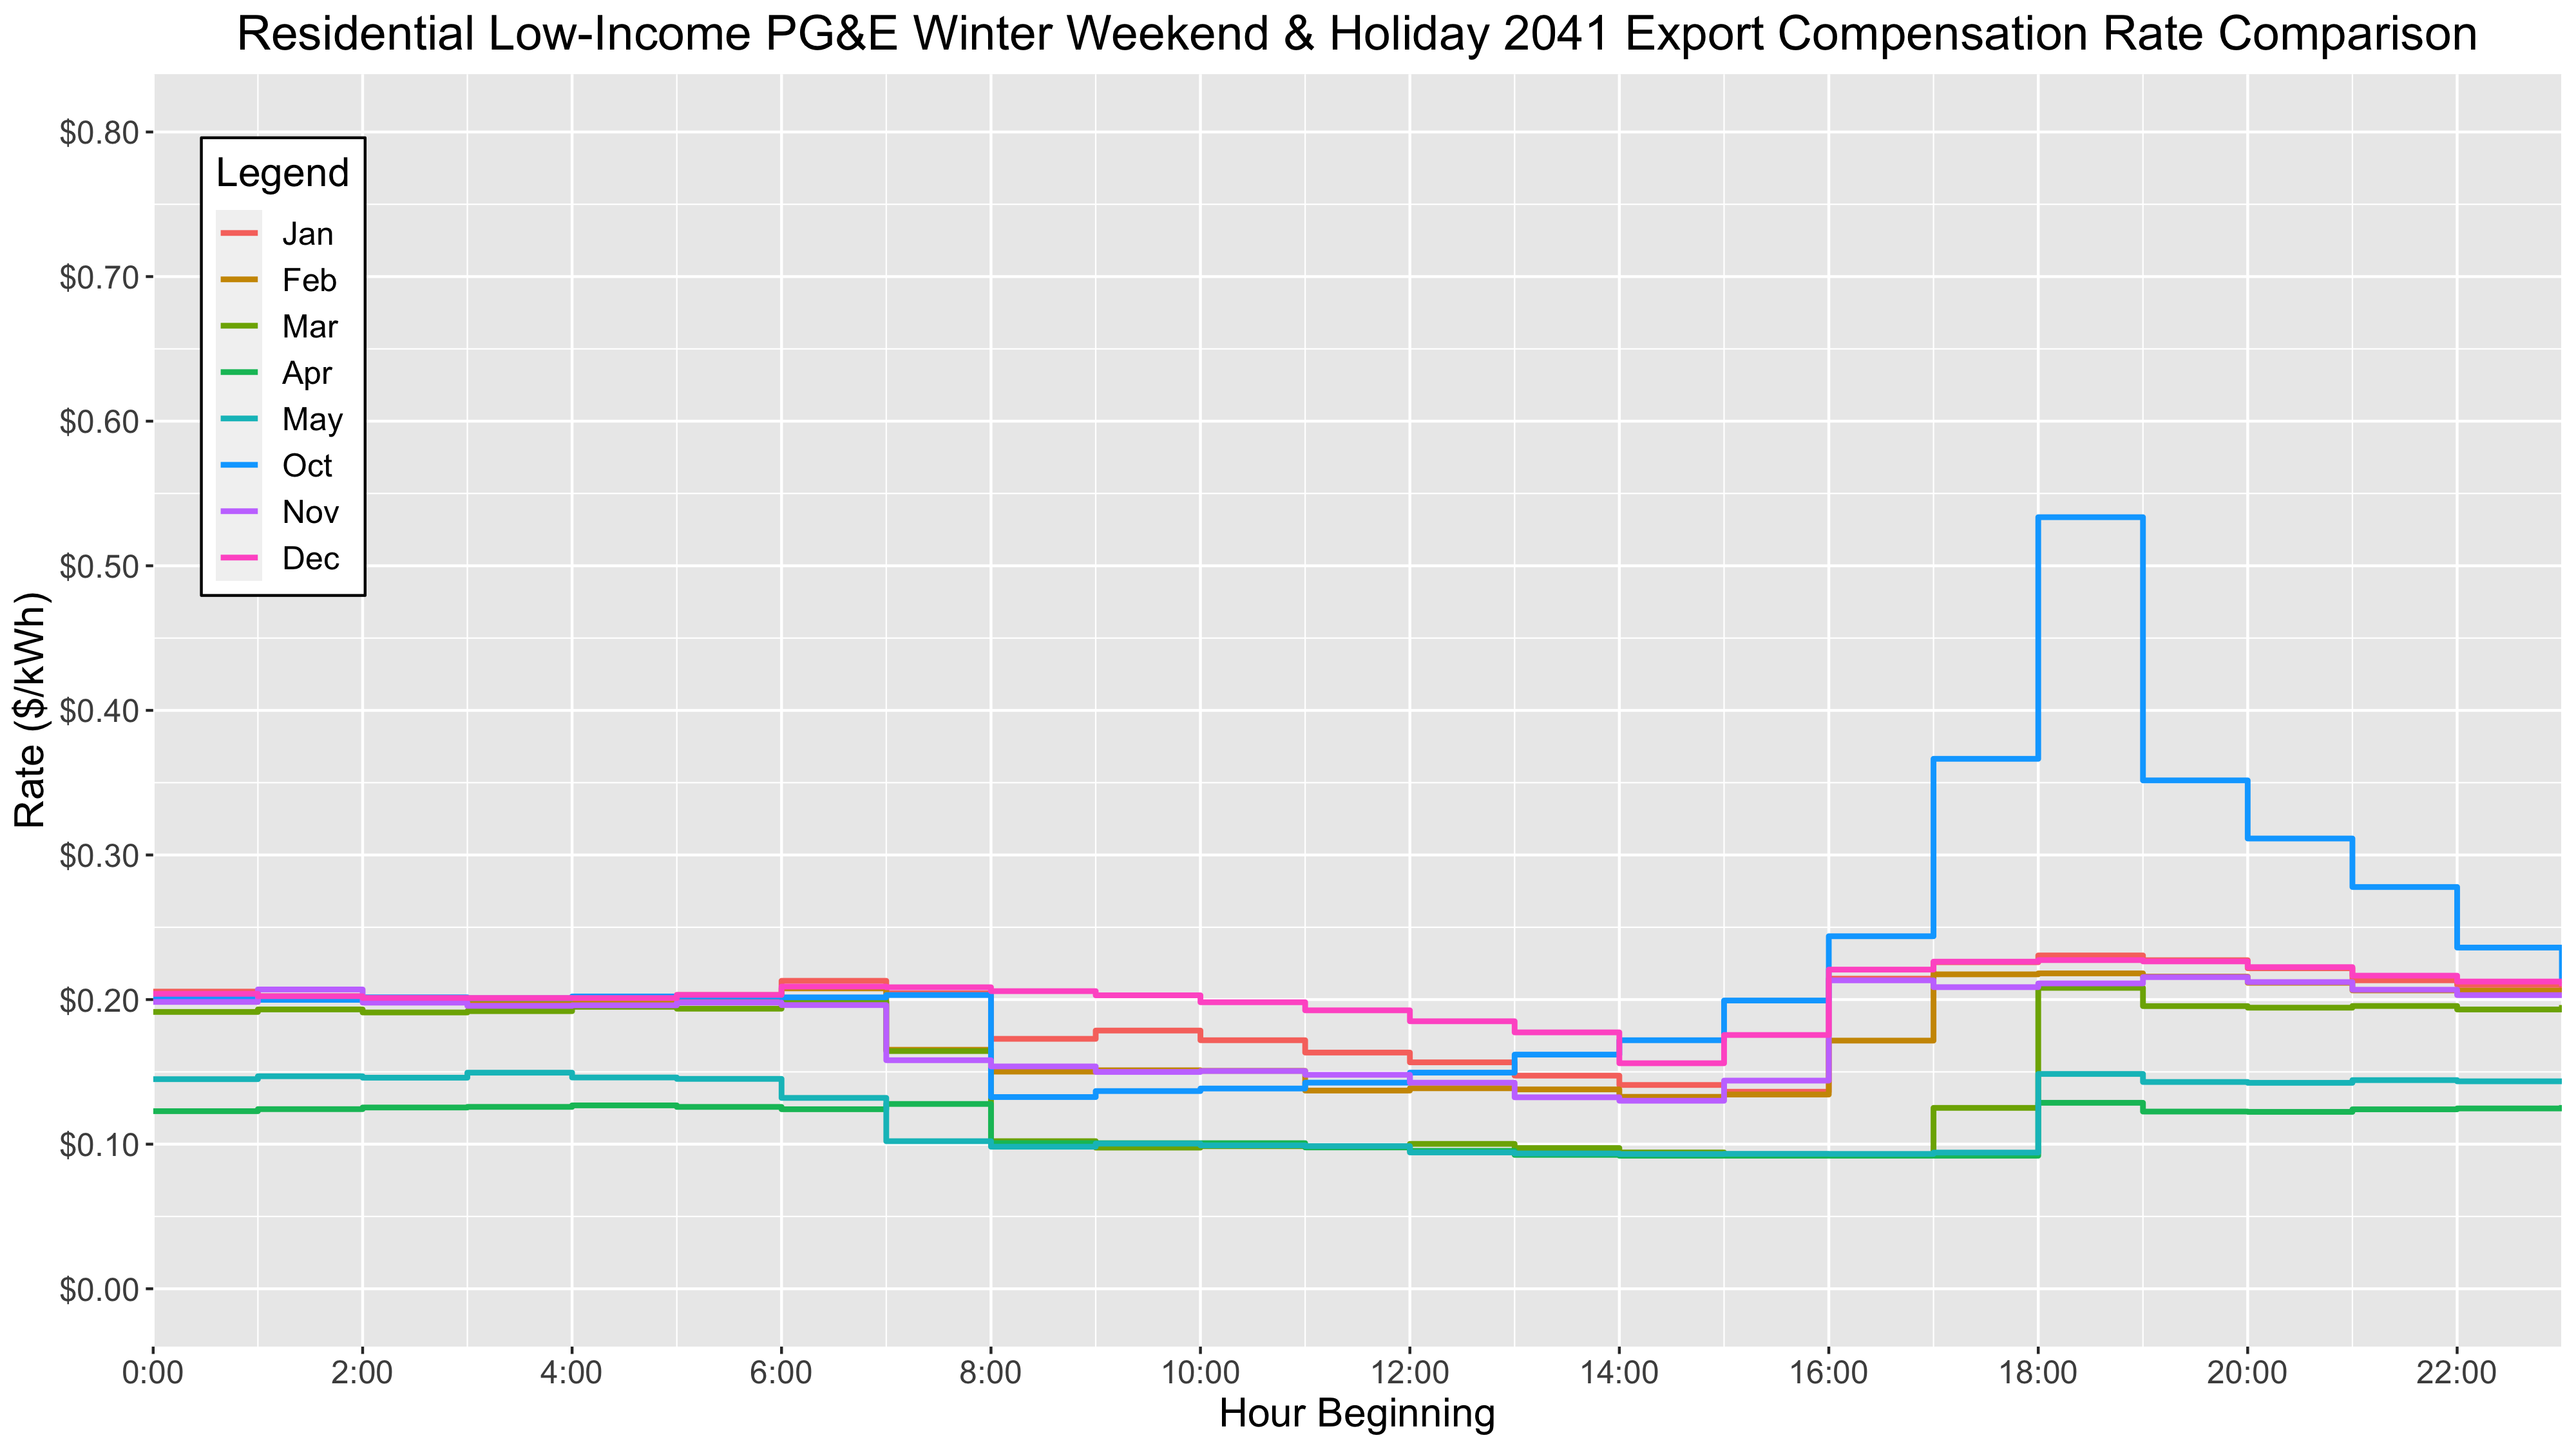 Residential Low-Income PG&E Winter Weekend & Holiday 2041 Export Compensation Rate Comparison
$0.80
$0.70
$0.60
$0.50
$0.40
$0.30
$0.20
$0.10
$0.00
Rate ($/kWh)
Legend
Jan
Feb
Mar
Apr
May
Oct
Nov
Dec
0:00 2:00 4:00 6:00 8:00 10:00 12:00 14:00 16:00 18:00 20:00 22:00
Hour Beginning